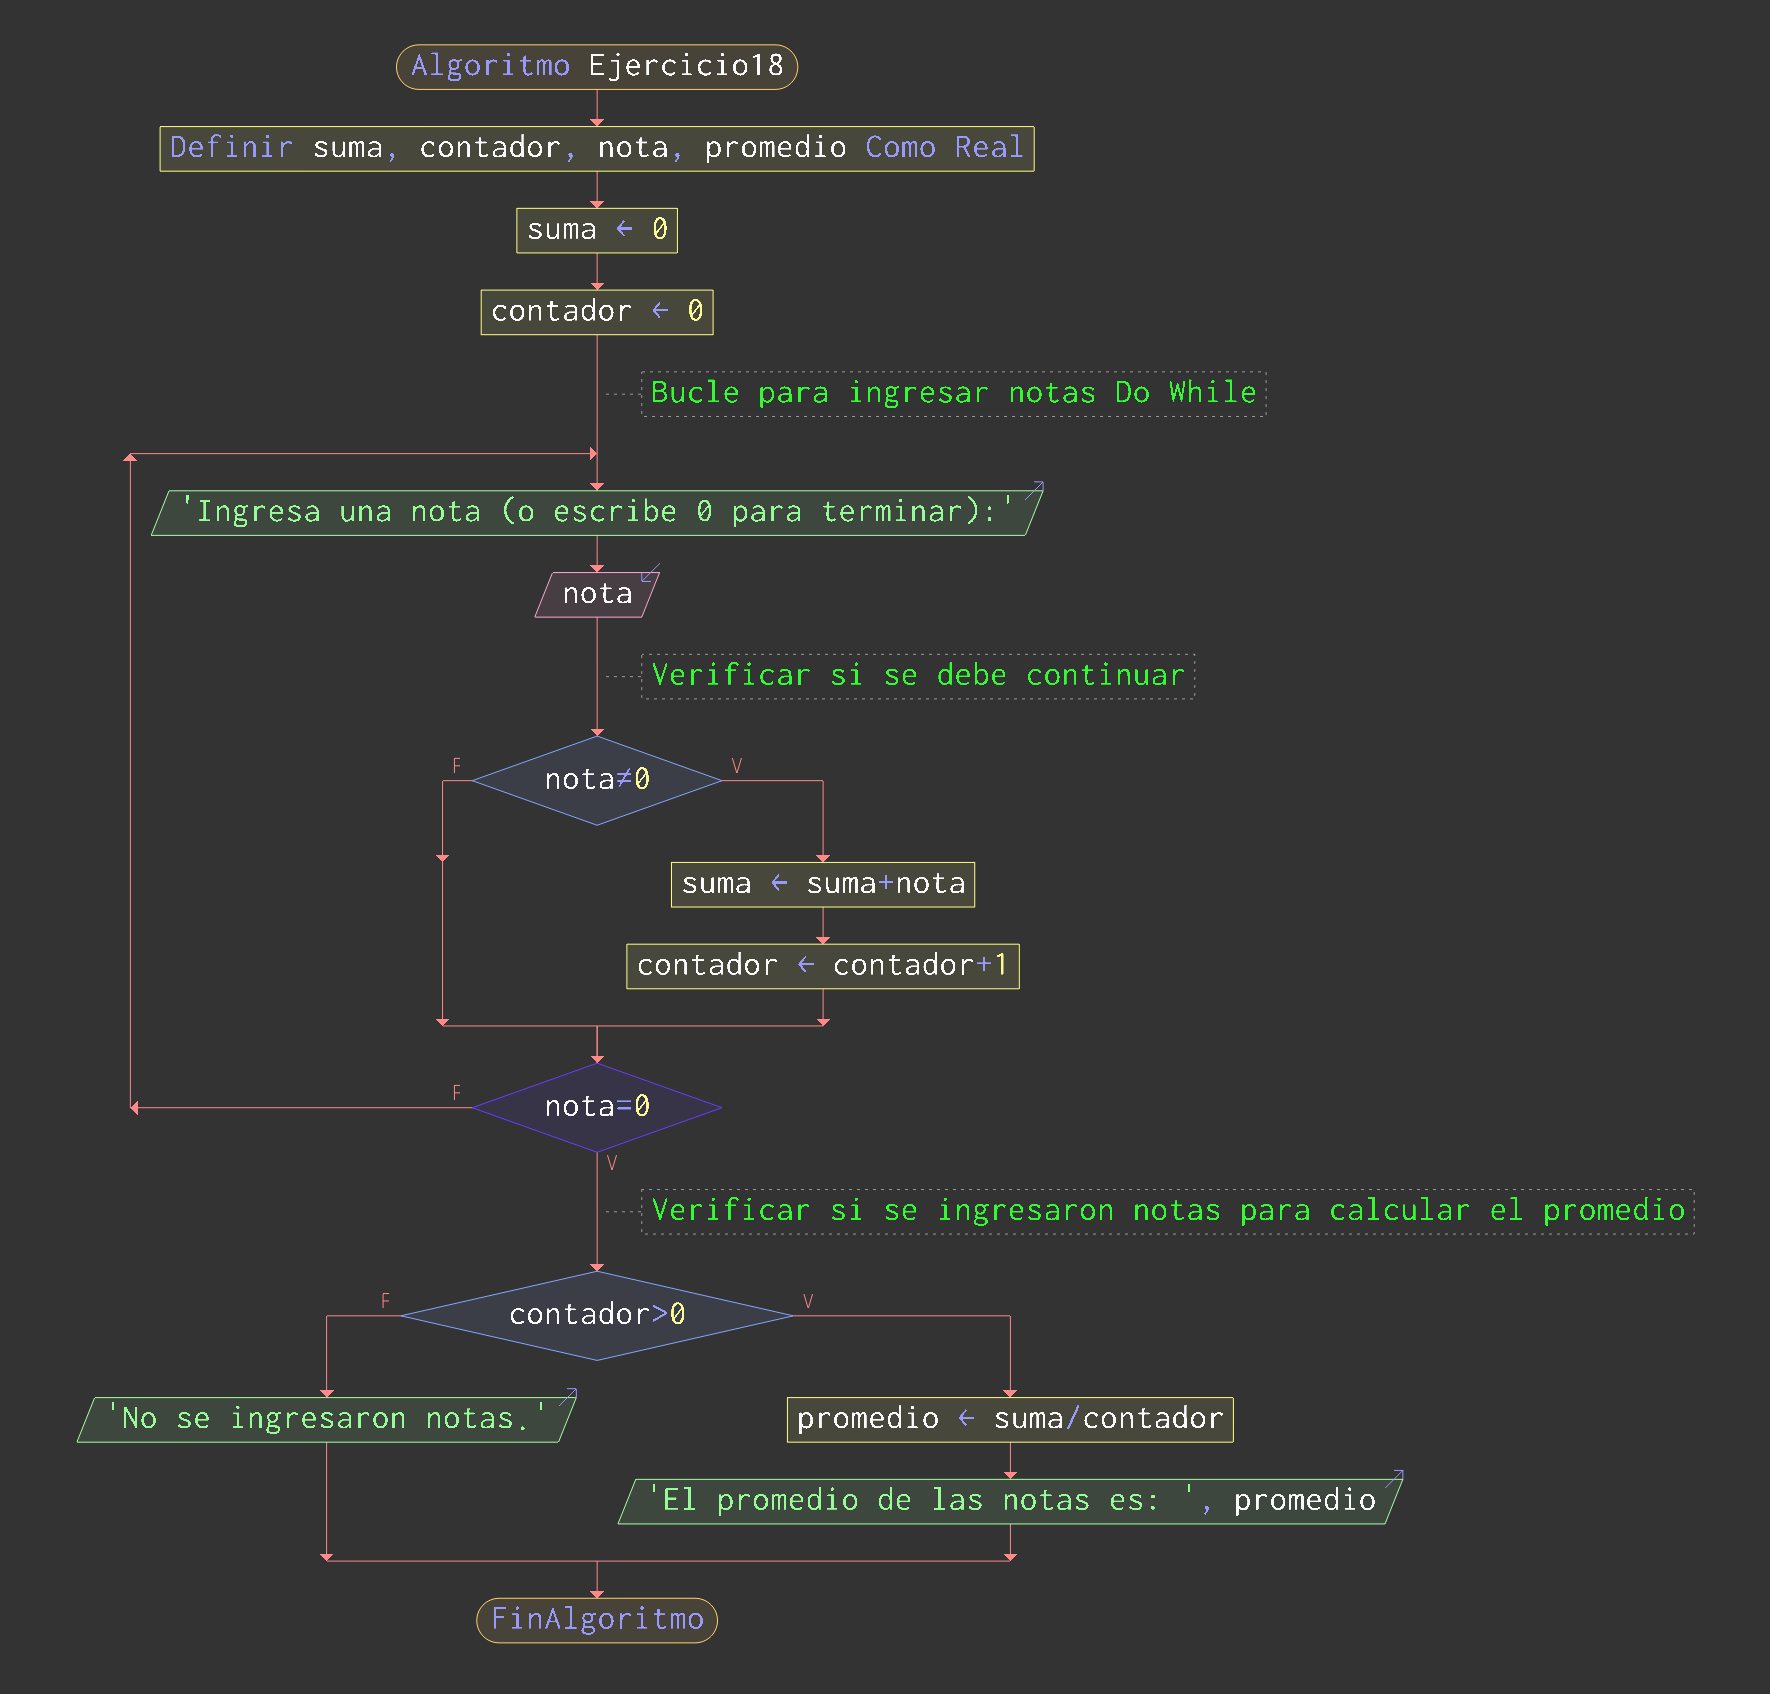 Algoritmo Ejercicio18
Definir suma, contador, nota, promedio Como Real
suma ← 0
contador ← 0
Bucle para ingresar notas Do While
'Ingresa una nota (o escribe 0 para terminar):'
nota
Verificar si se debe continuar
F
V
nota≠0
suma ← suma+nota
contador ← contador+1
F
nota=0
V
Verificar si se ingresaron notas para calcular el promedio
F
V
contador>0
'No se ingresaron notas.'
promedio ← suma/contador
'El promedio de las notas es: ', promedio
FinAlgoritmo